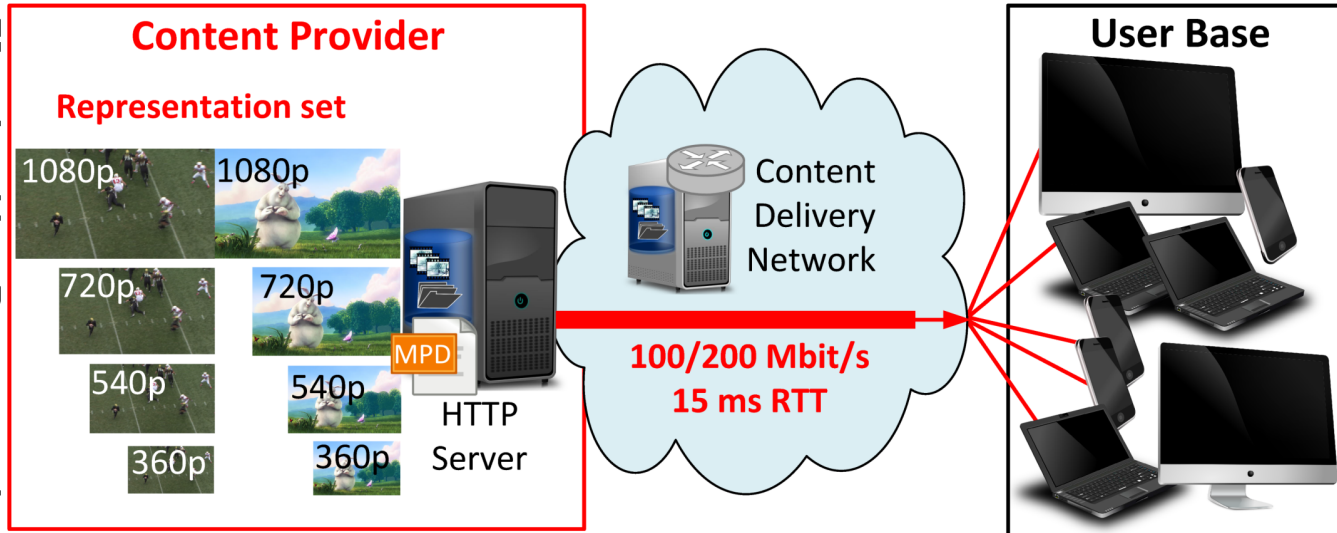 Content Provider
Representation set
1080p 1080p
720p 720p
540p 540p
360p 360p
MPD
HTTP
Server
Content
Delivery
Network
100/200 Mbit/s
15 ms RTT
User Base